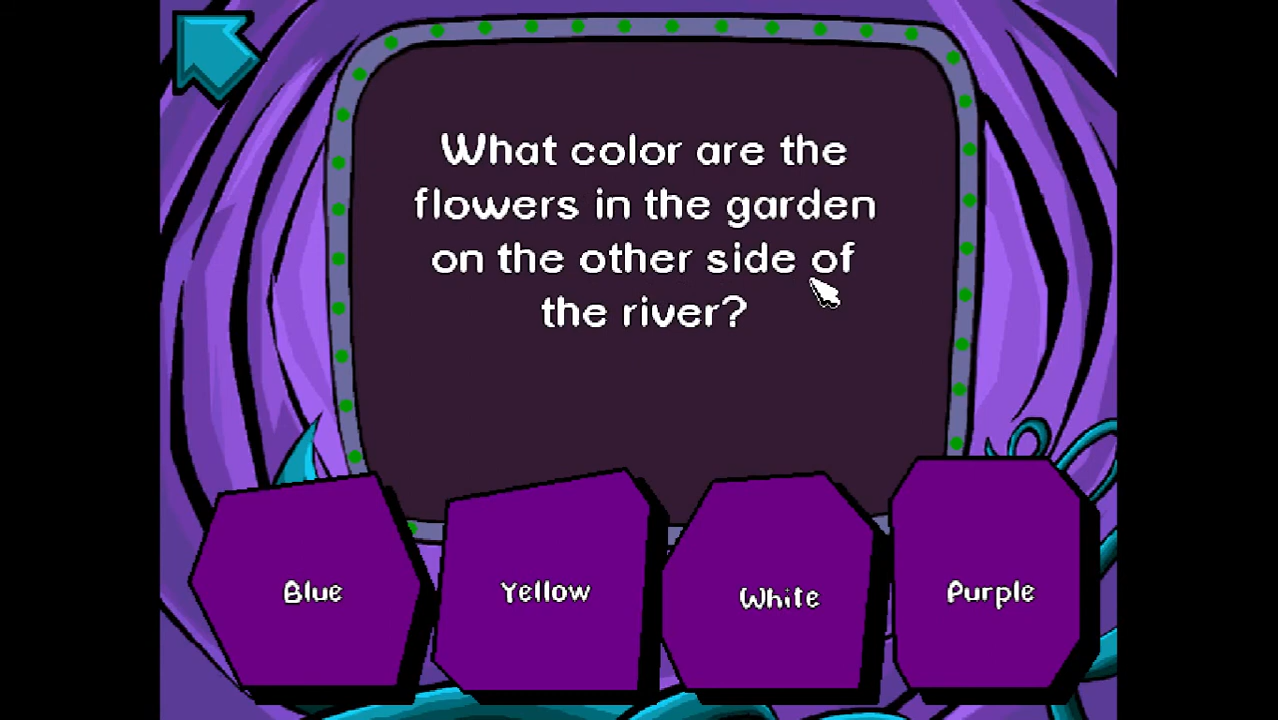 What color are the
flowers in the garden
on the other side of
the river?
Blue
Yellow
White
Purple